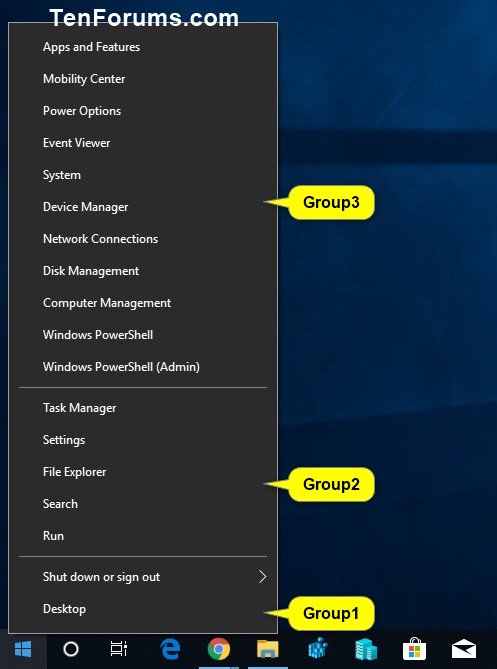 TenForums.com
Apps and Features
Mobility Center
Power Options
Event Viewer
System
Device Manager
Group3
Network Connections
Disk Management
Computer Management
Windows PowerShell
Windows PowerShell (Admin)
Task Manager
Settings
File Explorer
Group2
Search
Run
Shut down or sign out
Desktop
Group1